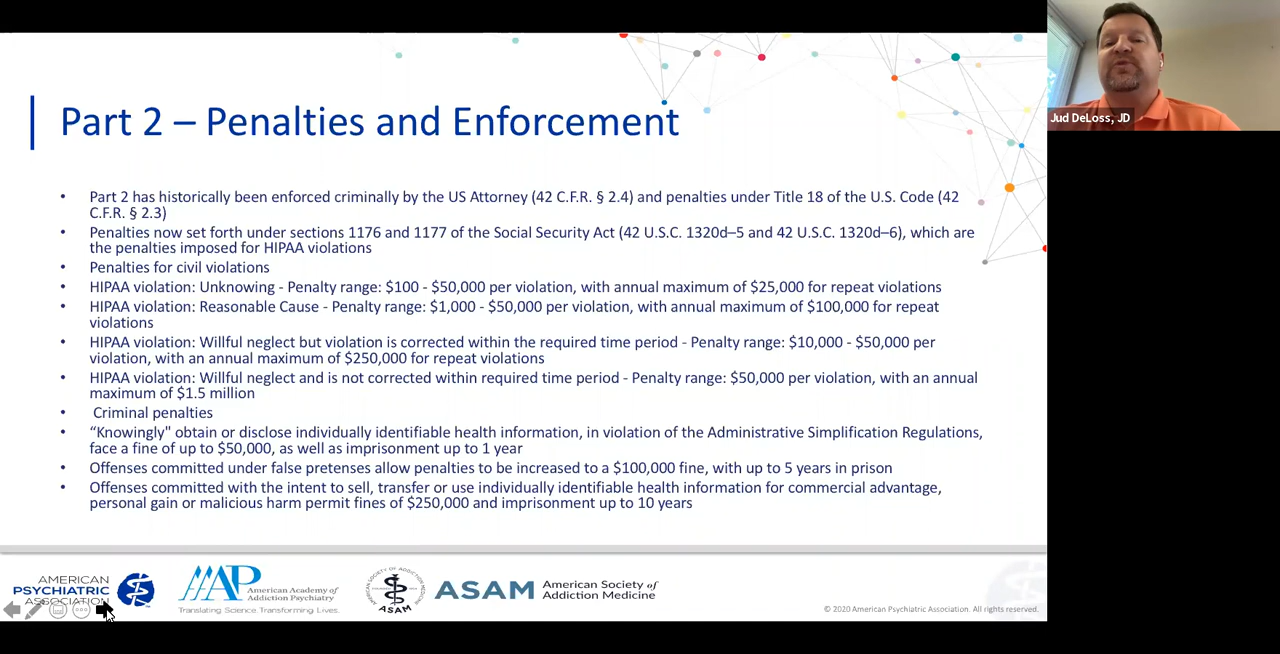 Part 2 – Penalties and Enforcement
• Part 2 has historically been enforced criminally by the US Attorney (42 C.F.R. § 2.4) and penalties under Title 18 of the U.S. Code (42
C.F.R. § 2.3)
• Penalties now set forth under sections 1176 and 1177 of the Social Security Act (42 U.S.C. 1320d–5 and 42 U.S.C. 1320d–6), which are
the penalties imposed for HIPAA violations
• Penalties for civil violations
• HIPAA violation: Unknowing - Penalty range: $100 - $50,000 per violation, with annual maximum of $25,000 for repeat violations
• HIPAA violation: Reasonable Cause - Penalty range: $1,000 - $50,000 per violation, with annual maximum of $100,000 for repeat
violations
• HIPAA violation: Willful neglect but violation is corrected within the required time period - Penalty range: $10,000 - $50,000 per
violation, with an annual maximum of $250,000 for repeat violations
• HIPAA violation: Willful neglect and is not corrected within required time period - Penalty range: $50,000 per violation, with an annual
maximum of $1.5 million
• Criminal penalties
• “Knowingly" obtain or disclose individually identifiable health information, in violation of the Administrative Simplification Regulations,
face a fine of up to $50,000, as well as imprisonment up to 1 year
• Offenses committed under false pretenses allow penalties to be increased to a $100,000 fine, with up to 5 years in prison
• Offenses committed with the intent to sell, transfer or use individually identifiable health information for commercial advantage,
personal gain or malicious harm permit fines of $250,000 and imprisonment up to 10 years
Jud DeLoss, JD
AMERICAN
PSYCHIATRIC
ASSOCIATION
AAAP
American Academy of
Addiction Psychiatry
Translating Science. Transforming Lives.
AMERICAN SOCIETY OF ADDICTION MEDICINE
ASAM
ASAM
American Society of
Addiction Medicine
© 2020 American Psychiatric Association. All rights reserved.